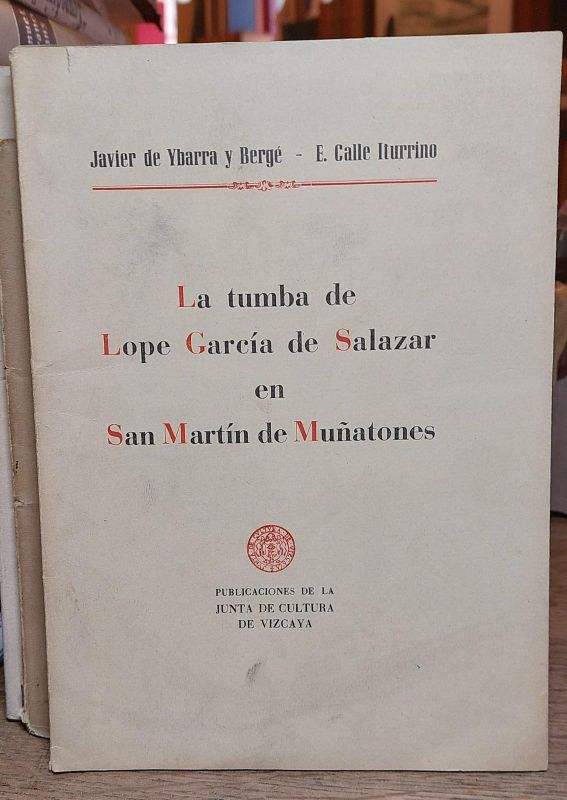 Javier de Ybarra y Bergé - E. Calle Iturrino
La tumba de
Lope García de Salazar
en
San Martín de Muñatones
PUBLICACIONES DE LA
JUNTA DE CULTURA
DE VIZCAYA